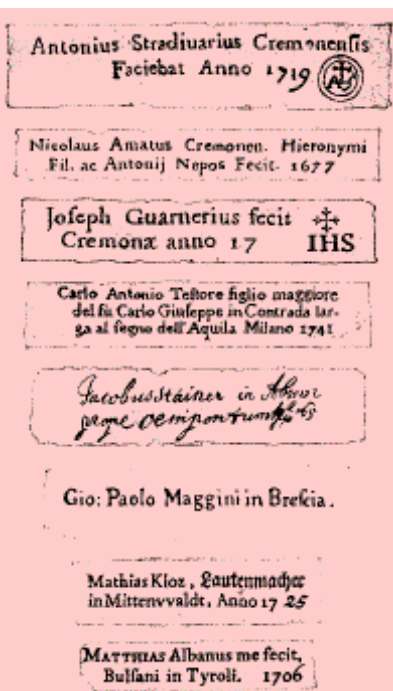 Antonius Stradiuarius Cremonenſis
Faciebat Anno 1719
Nicolaus Amatus Cremonen. Hieronymi
Fil. ac Antonij Nepos Fecit. 1677
Joſeph Guarnerius fecit
Cremonæ anno 17 IHS
Carlo Antonio Teſtore figlio maggiore
del fù Carlo Giuſeppe in Contrada lar-
ga al ſegno dell'Aquila Milano 1741
Jacobus Stainer in Abſom
prope oenipontum
Gio: Paolo Maggini in Breſcia.
Mathias Kloz, Lautenmacher
in Mittenvvaldt, Anno 17 25
MATTHIAS Albanus me fecit,
Bulſani in Tyroli. 1706